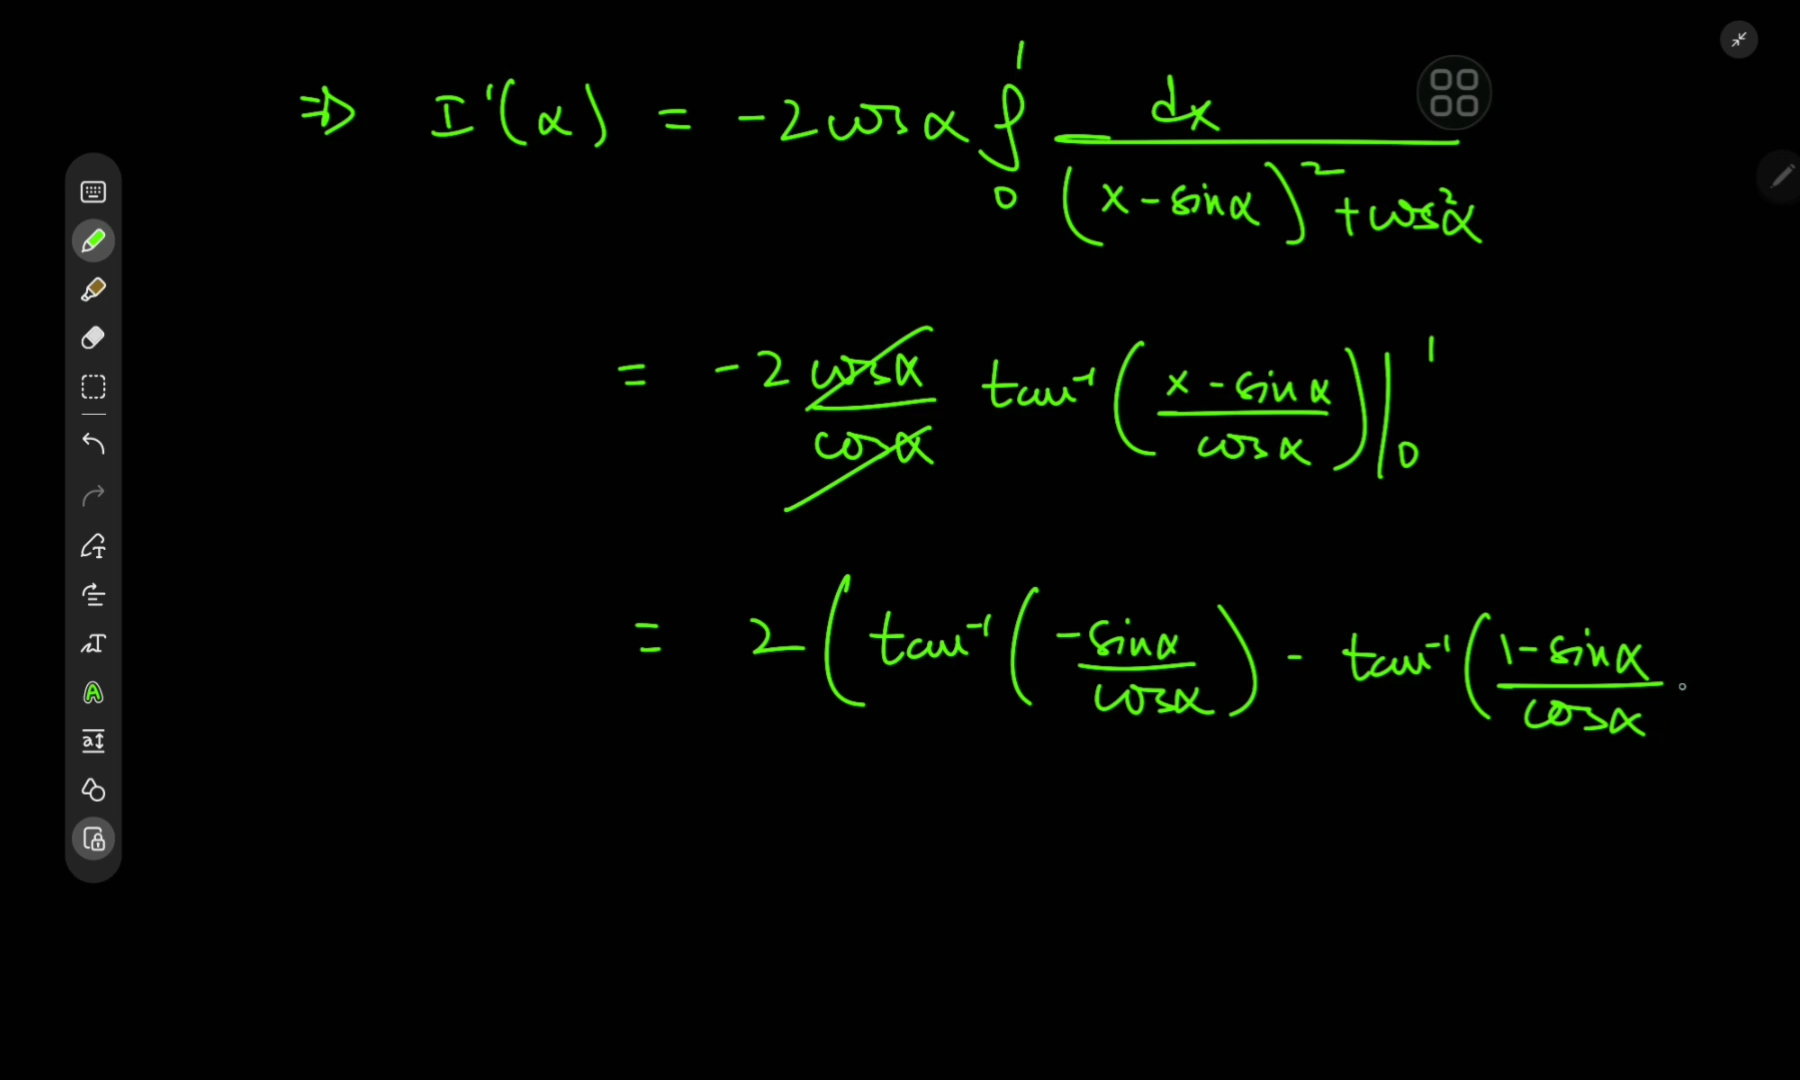 ⇒ I'(α) = -2cosα ∫₀¹ dx / ((x-sinα)² + cos²α)
= -2 cosα/cosα tan⁻¹((x-sinα)/cosα)|₀¹
= 2(tan⁻¹(-sinα/cosα) - tan⁻¹((1-sinα)/cosα